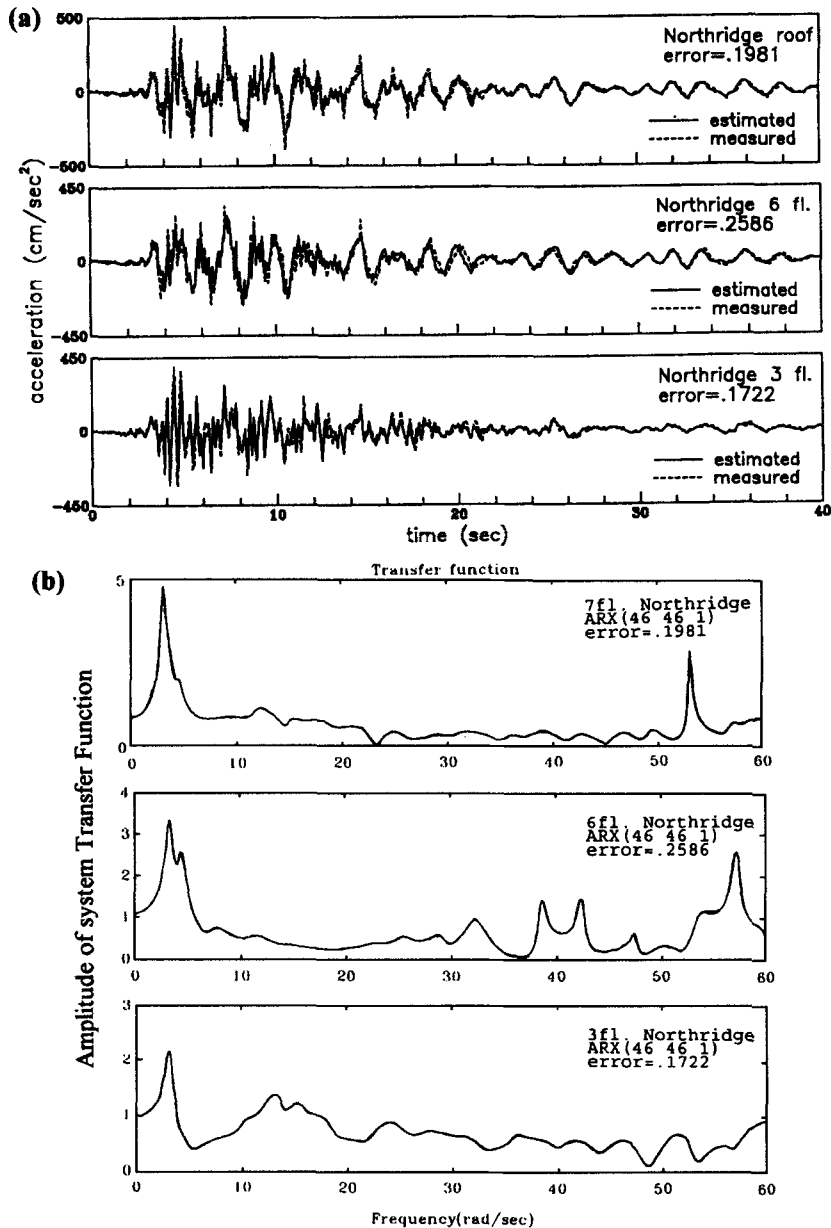 (a)
500
0
-500
Northridge roof
error=.1981
estimated
measured
450
0
-450
Northridge 6 fl.
error=.2586
estimated
measured
450
0
-450
Northridge 3 fl.
error=.1722
estimated
measured
acceleration (cm/sec²)
0 10 20 30 40
time (sec)
(b)
Transfer function
5
0
7fl. Northridge
ARX(46 46 1)
error=.1981
0 10 20 30 40 50 60
4
3
2
1
0
6fl. Northridge
ARX(46 46 1)
error=.2586
0 10 20 30 40 50 60
3
2
1
0
3fl. Northridge
ARX(46 46 1)
error=.1722
0 10 20 30 40 50 60
Amplitude of system Transfer Function
Frequency(rad/sec)